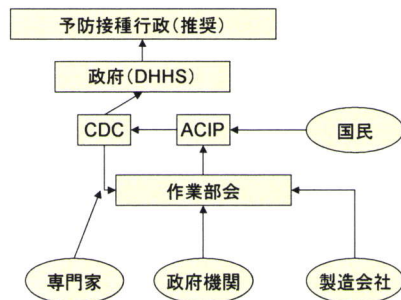 予防接種行政(推奨)
政府(DHHS)
CDC
ACIP
国民
作業部会
専門家
政府機関
製造会社